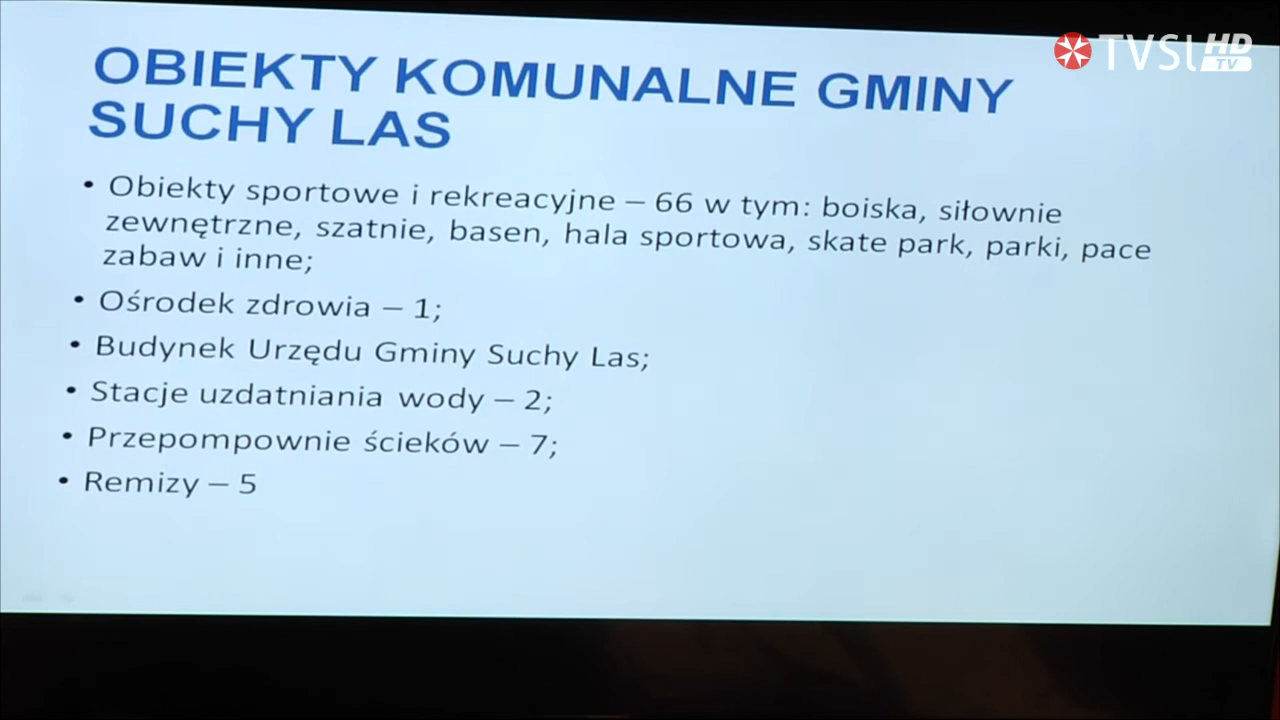 TVSL HD
TV
OBIEKTY KOMUNALNE GMINY
SUCHY LAS
• Obiekty sportowe i rekreacyjne – 66 w tym: boiska, siłownie
zewnętrzne, szatnie, basen, hala sportowa, skate park, parki, pace
zabaw i inne;
• Ośrodek zdrowia – 1;
• Budynek Urzędu Gminy Suchy Las;
• Stacje uzdatniania wody – 2;
• Przepompownie ścieków – 7;
• Remizy – 5